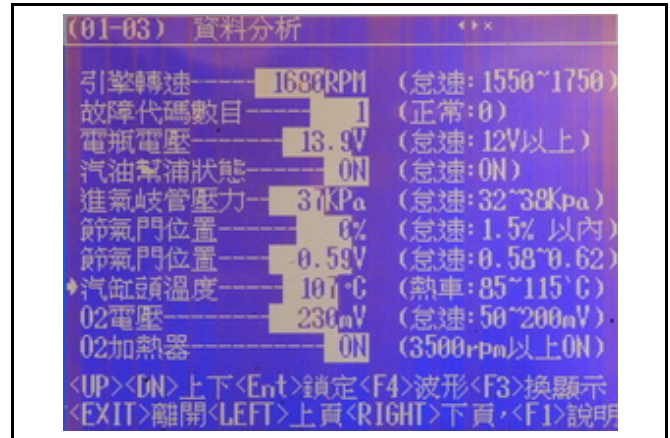 (01-03) 資料分析
引擎轉速------1680RPM (怠速:1550~1750)
故障代碼數目------1 (正常:0)
電瓶電壓------13.9V (怠速:12V以上)
汽油幫浦狀態------ON (怠速:ON)
進氣歧管壓力---37KPa (怠速:32~38Kpa)
節氣門位置------0% (怠速:1.5% 以內)
節氣門位置------0.59V (怠速:0.58~0.62)
汽缸頭溫度------107°C (熱車:85~115`C)
O2電壓------230mV (怠速:50~200mV)
O2加熱器------ON (3500rpm以上ON)
<UP><DN>上下<Ent>鎖定<F4>波形<F3>換顯示
<EXIT>離開<LEFT>上頁<RIGHT>下頁,<F1>說明